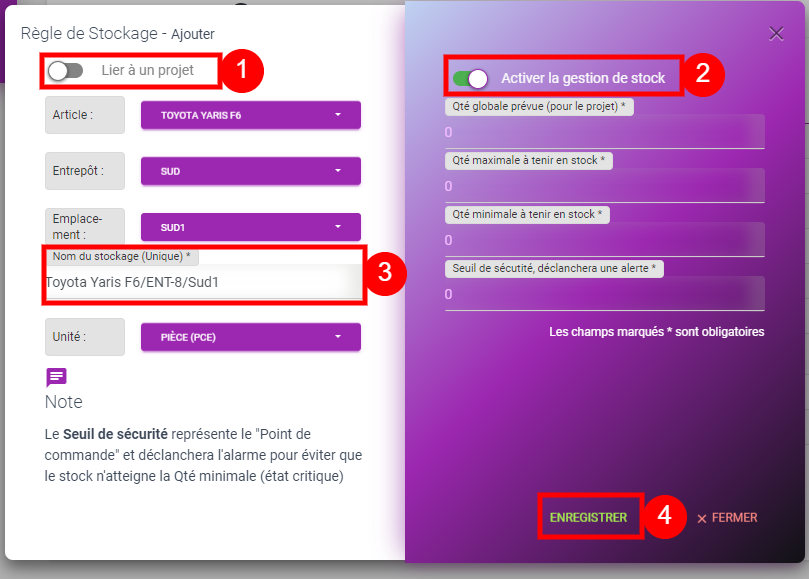 Règle de Stockage - Ajouter
Lier à un projet
1
Article :
TOYOTA YARIS F6
Entrepôt :
SUD
Emplace-
ment :
SUD1
Nom du stockage (Unique) *
Toyota Yaris F6/ENT-8/Sud1
3
Unité :
PIÈCE (PCE)
Note
Le Seuil de sécurité représente le "Point de
commande" et déclanchera l'alarme pour éviter que
le stock n'atteigne la Qté minimale (état critique)
Activer la gestion de stock
2
Qté globale prévue (pour le projet) *
0
Qté maximale à tenir en stock *
0
Qté minimale à tenir en stock *
0
Seuil de sécutité, déclanchera une alerte *
0
Les champs marqués * sont obligatoires
ENREGISTRER
4
FERMER